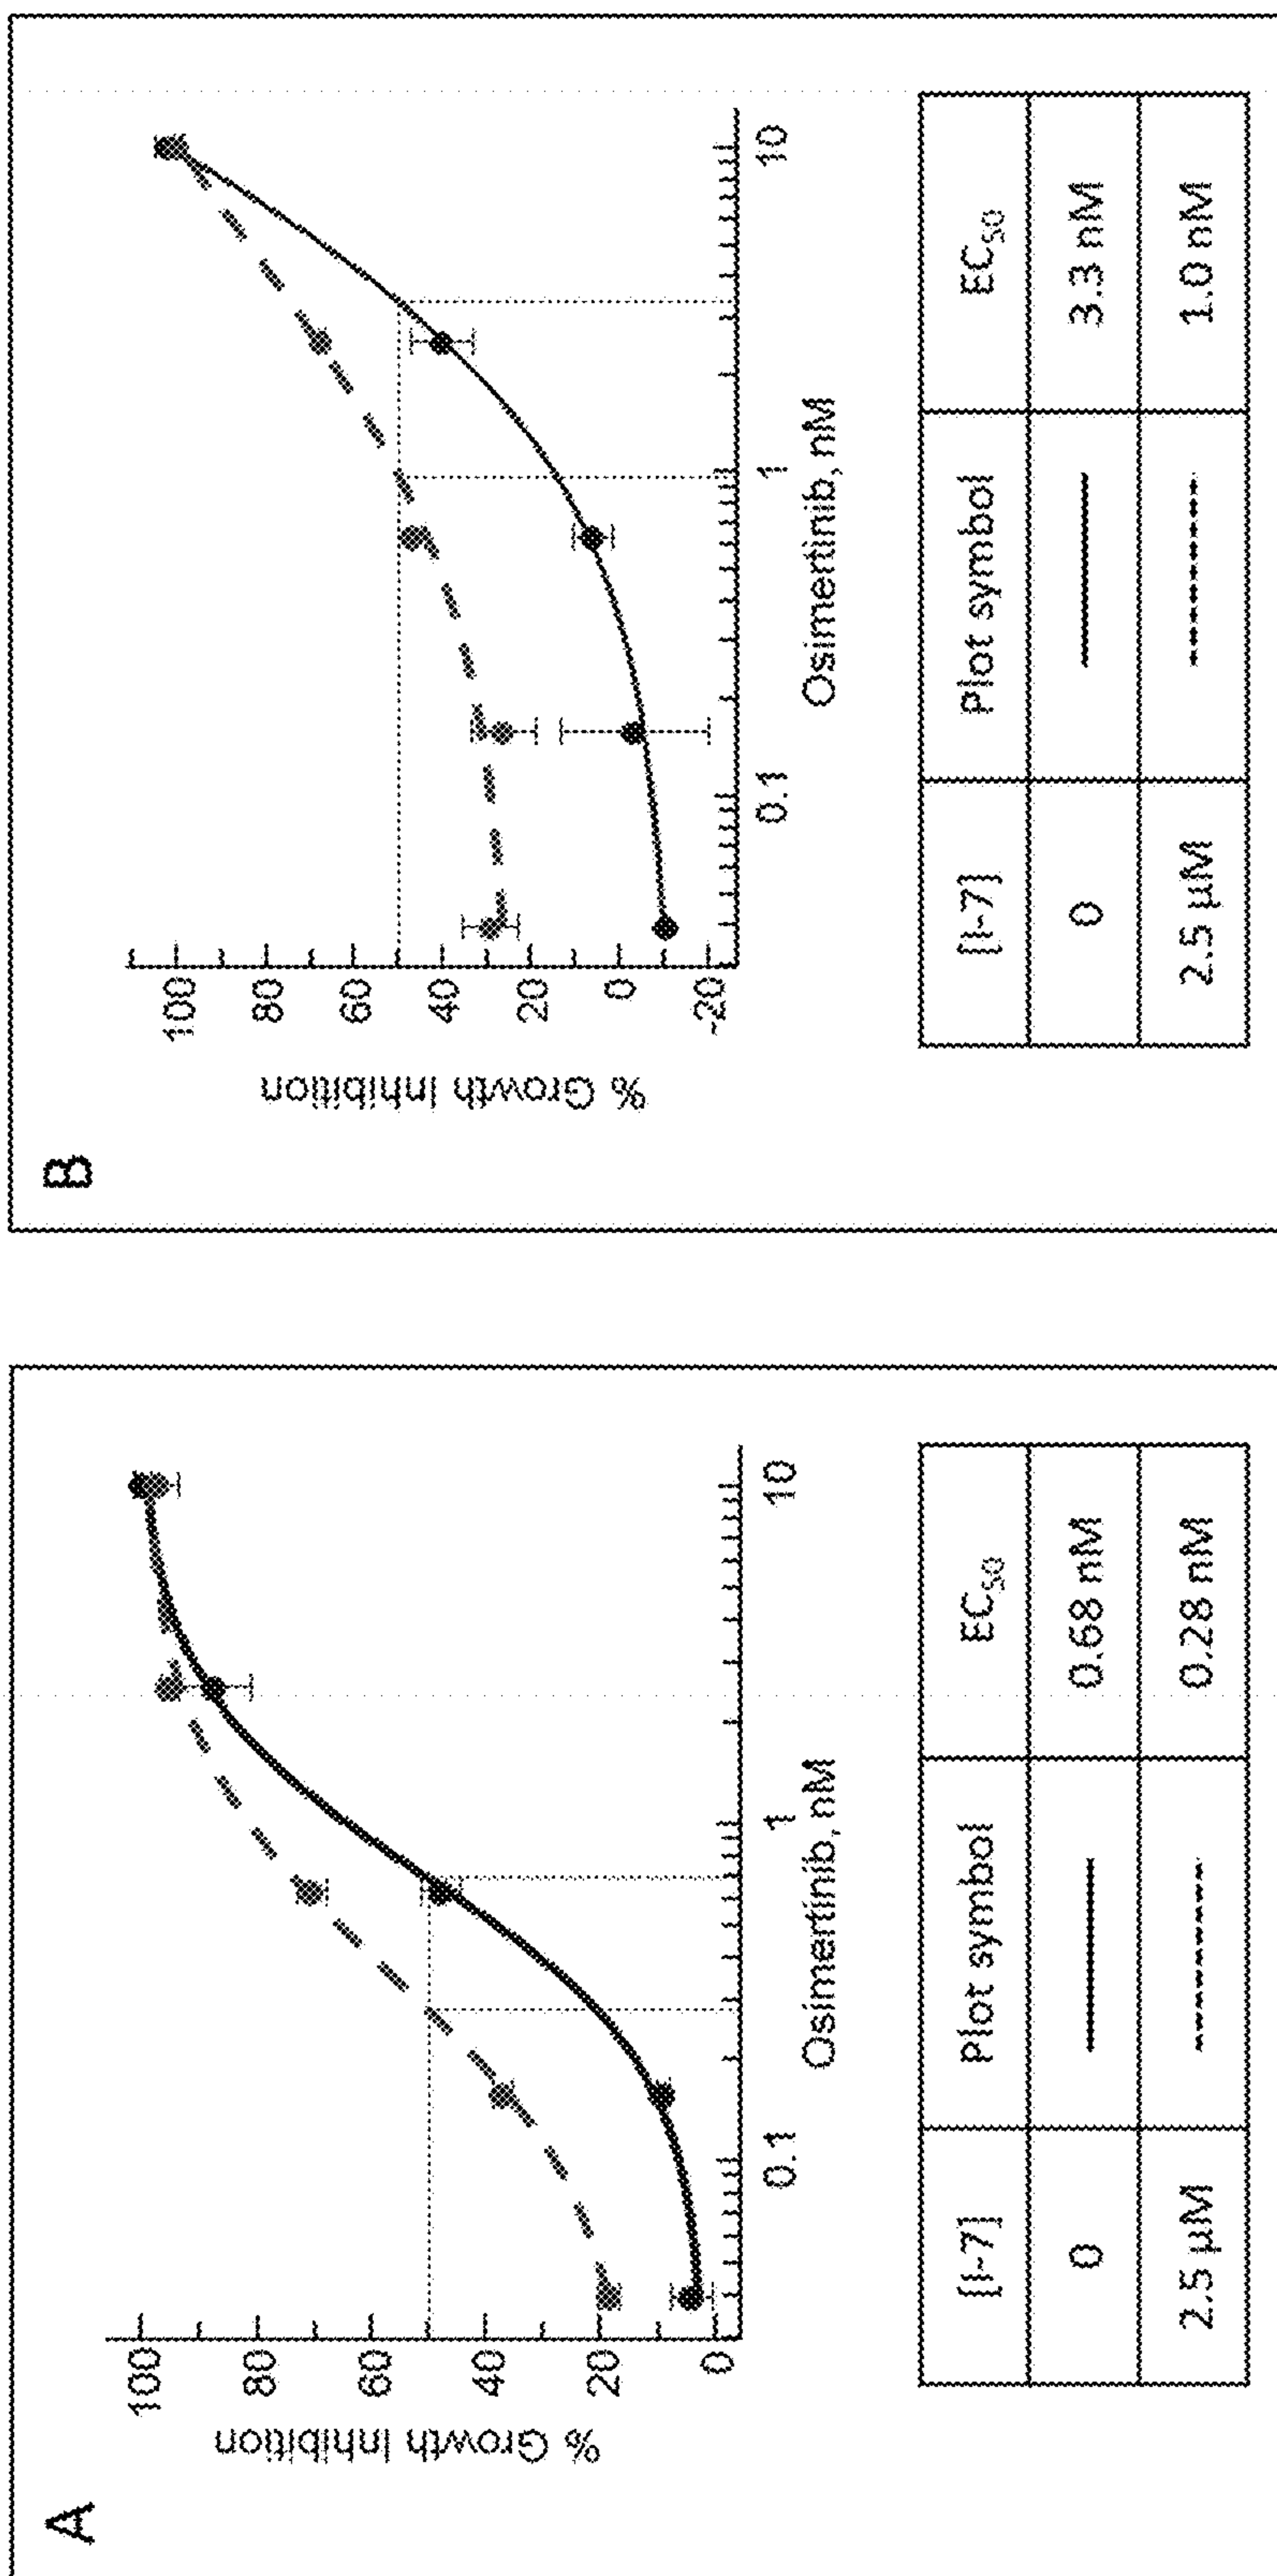 A
% Growth Inhibition
100
80
60
40
20
0
0.1 1 10
Osimertinib, nM
[I-7] Plot symbol EC50
0 0.68 nM
2.5 µM 0.28 nM
B
% Growth Inhibition
100
80
60
40
20
0
-20
0.1 1 10
Osimertinib, nM
[I-7] Plot symbol EC50
0 3.3 nM
2.5 µM 1.0 nM